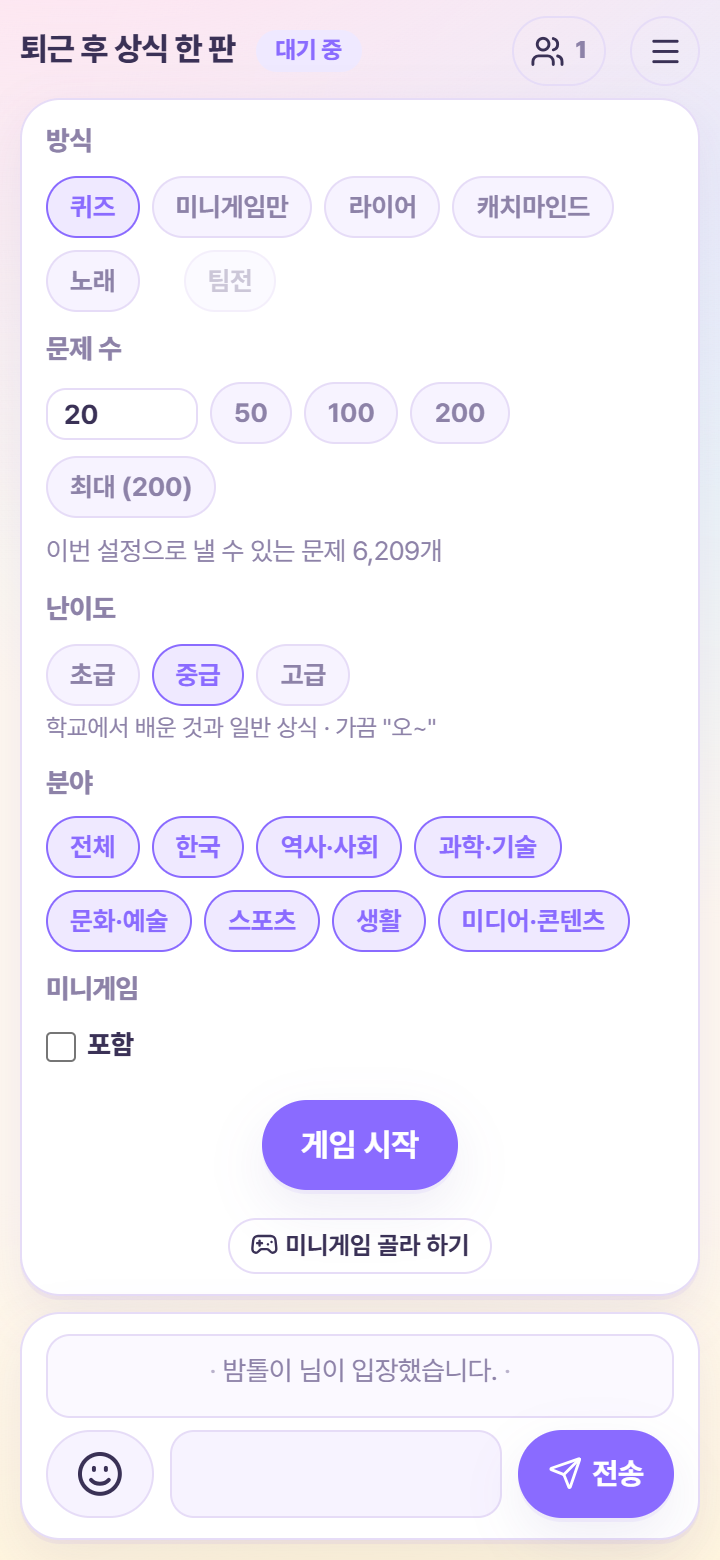 퇴근 후 상식 한 판 대기 중 1
방식
퀴즈 미니게임만 라이어 캐치마인드
노래 팀전
문제 수
20 50 100 200
최대 (200)
이번 설정으로 낼 수 있는 문제 6,209개
난이도
초급 중급 고급
학교에서 배운 것과 일반 상식 · 가끔 "오~"
분야
전체 한국 역사·사회 과학·기술
문화·예술 스포츠 생활 미디어·콘텐츠
미니게임
포함
게임 시작
미니게임 골라 하기
· 밤톨이 님이 입장했습니다. ·
전송